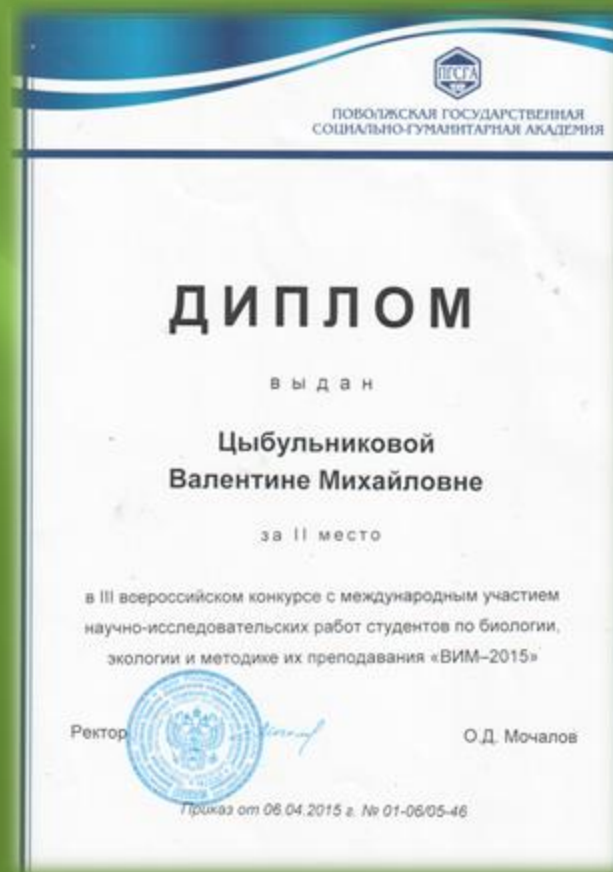 ПГСГА
ПОВОЛЖСКАЯ ГОСУДАРСТВЕННАЯ
СОЦИАЛЬНО-ГУМАНИТАРНАЯ АКАДЕМИЯ
ДИПЛОМ
выдан
Цыбульниковой
Валентине Михайловне
за II место
в III всероссийском конкурсе с международным участием
научно-исследовательских работ студентов по биологии,
экологии и методике их преподавания «ВИМ–2015»
Ректор
О.Д. Мочалов
Приказ от 06.04.2015 г. № 01-06/05-46